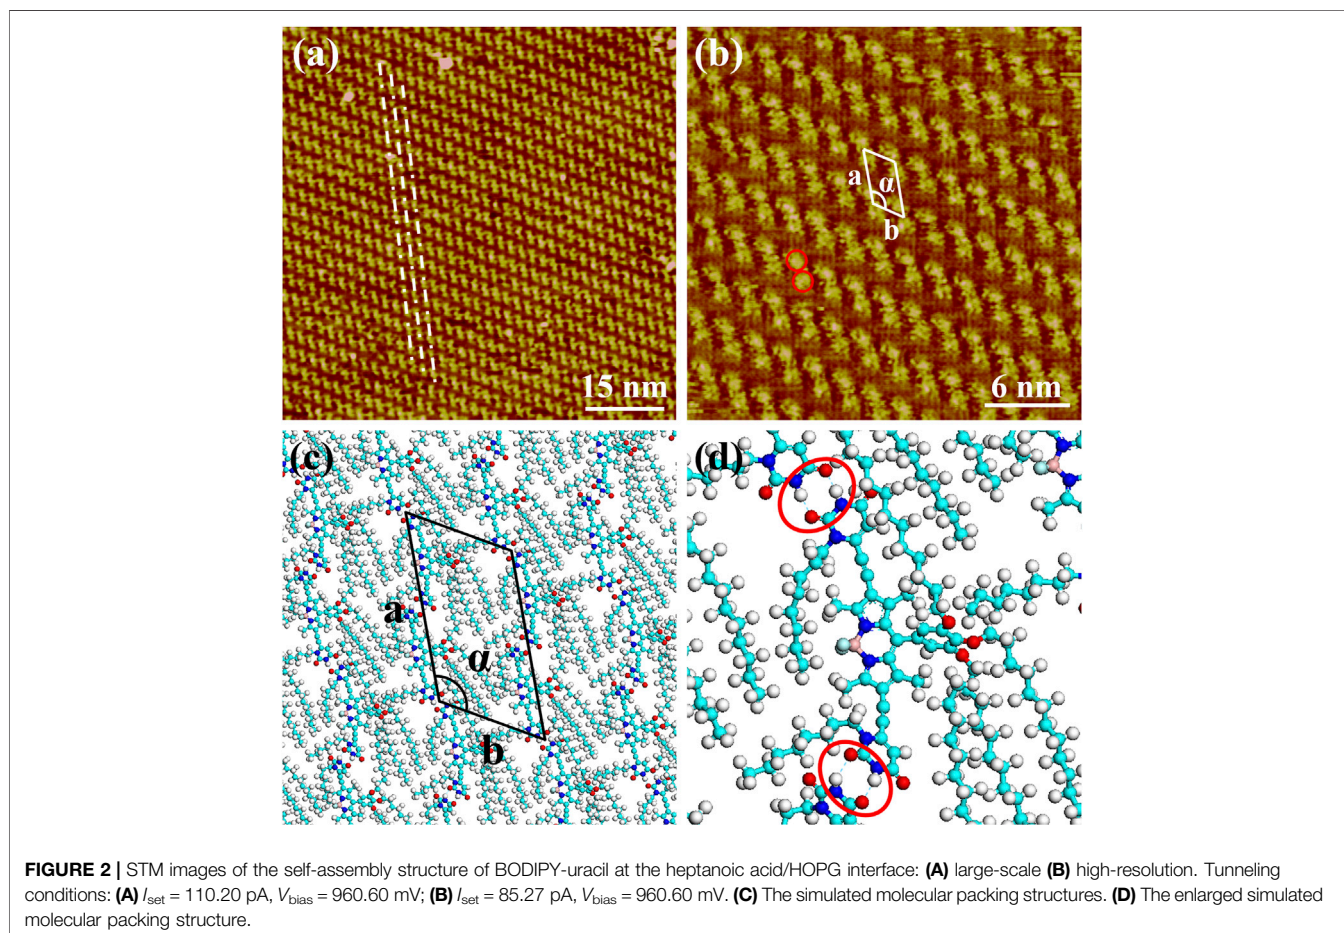 (a)
(b)
a
α
b
15 nm
6 nm
(c)
(d)
a
α
b
FIGURE 2 | STM images of the self-assembly structure of BODIPY-uracil at the heptanoic acid/HOPG interface: (A) large-scale (B) high-resolution. Tunneling
conditions: (A) Iset = 110.20 pA, Vbias = 960.60 mV; (B) Iset = 85.27 pA, Vbias = 960.60 mV. (C) The simulated molecular packing structures. (D) The enlarged simulated
molecular packing structure.